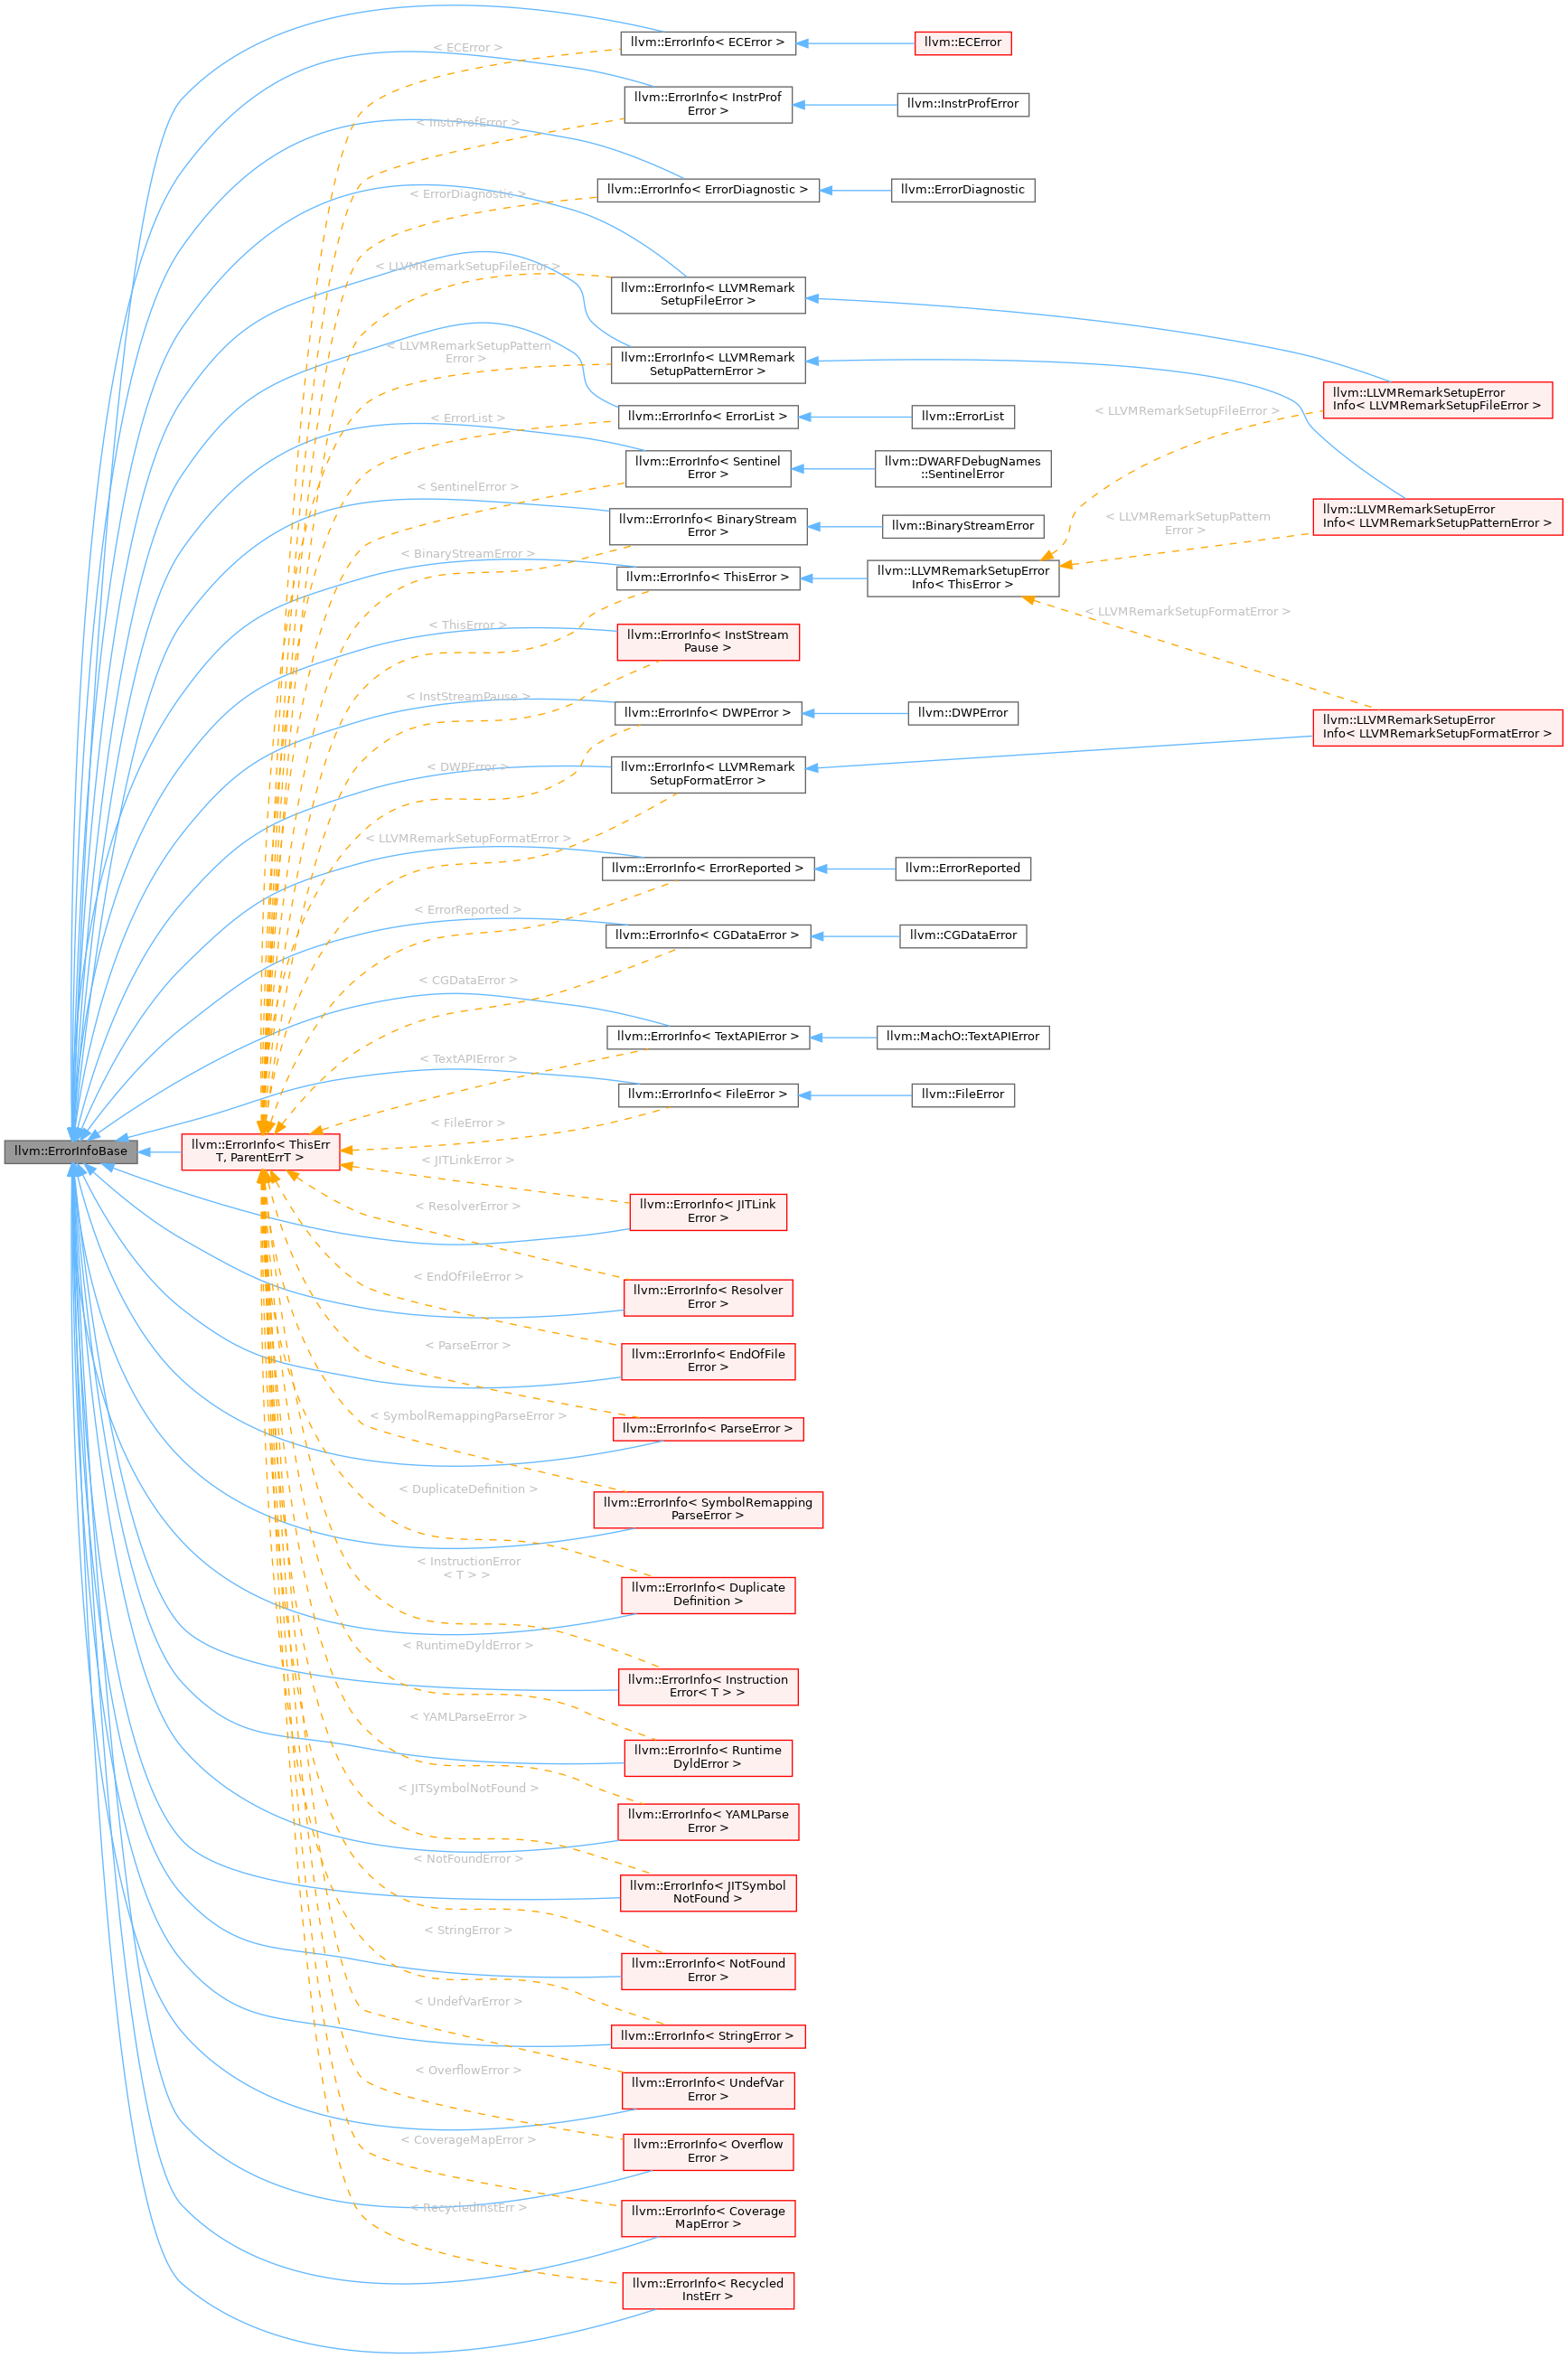 llvm::ErrorInfoBase
llvm::ErrorInfo< ThisErr
T, ParentErrT >
< ECError >
< InstrProfError >
< ErrorDiagnostic >
< LLVMRemarkSetupFileError >
< LLVMRemarkSetupPattern
Error >
< ErrorList >
< SentinelError >
< BinaryStreamError >
< ThisError >
< InstStreamPause >
< DWPError >
< LLVMRemarkSetupFormatError >
< ErrorReported >
< CGDataError >
< TextAPIError >
< FileError >
< JITLinkError >
< ResolverError >
< EndOfFileError >
< ParseError >
< SymbolRemappingParseError >
< DuplicateDefinition >
< InstructionError
< T > >
< RuntimeDyldError >
< YAMLParseError >
< JITSymbolNotFound >
< NotFoundError >
< StringError >
< UndefVarError >
< OverflowError >
< CoverageMapError >
< RecycledInstErr >
llvm::ErrorInfo< ECError >
llvm::ErrorInfo< InstrProf
Error >
llvm::ErrorInfo< ErrorDiagnostic >
llvm::ErrorInfo< LLVMRemark
SetupFileError >
llvm::ErrorInfo< LLVMRemark
SetupPatternError >
llvm::ErrorInfo< ErrorList >
llvm::ErrorInfo< Sentinel
Error >
llvm::ErrorInfo< BinaryStream
Error >
llvm::ErrorInfo< ThisError >
llvm::ErrorInfo< InstStream
Pause >
llvm::ErrorInfo< DWPError >
llvm::ErrorInfo< LLVMRemark
SetupFormatError >
llvm::ErrorInfo< ErrorReported >
llvm::ErrorInfo< CGDataError >
llvm::ErrorInfo< TextAPIError >
llvm::ErrorInfo< FileError >
llvm::ErrorInfo< JITLink
Error >
llvm::ErrorInfo< Resolver
Error >
llvm::ErrorInfo< EndOfFile
Error >
llvm::ErrorInfo< ParseError >
llvm::ErrorInfo< SymbolRemapping
ParseError >
llvm::ErrorInfo< Duplicate
Definition >
llvm::ErrorInfo< Instruction
Error< T > >
llvm::ErrorInfo< Runtime
DyldError >
llvm::ErrorInfo< YAMLParse
Error >
llvm::ErrorInfo< JITSymbol
NotFound >
llvm::ErrorInfo< NotFound
Error >
llvm::ErrorInfo< StringError >
llvm::ErrorInfo< UndefVar
Error >
llvm::ErrorInfo< Overflow
Error >
llvm::ErrorInfo< Coverage
MapError >
llvm::ErrorInfo< Recycled
InstErr >
llvm::ECError
llvm::InstrProfError
llvm::ErrorDiagnostic
llvm::ErrorList
llvm::DWARFDebugNames
::SentinelError
llvm::BinaryStreamError
llvm::LLVMRemarkSetupError
Info< ThisError >
llvm::DWPError
llvm::ErrorReported
llvm::CGDataError
llvm::MachO::TextAPIError
llvm::FileError
< LLVMRemarkSetupFileError >
< LLVMRemarkSetupPattern
Error >
< LLVMRemarkSetupFormatError >
llvm::LLVMRemarkSetupError
Info< LLVMRemarkSetupFileError >
llvm::LLVMRemarkSetupError
Info< LLVMRemarkSetupPatternError >
llvm::LLVMRemarkSetupError
Info< LLVMRemarkSetupFormatError >